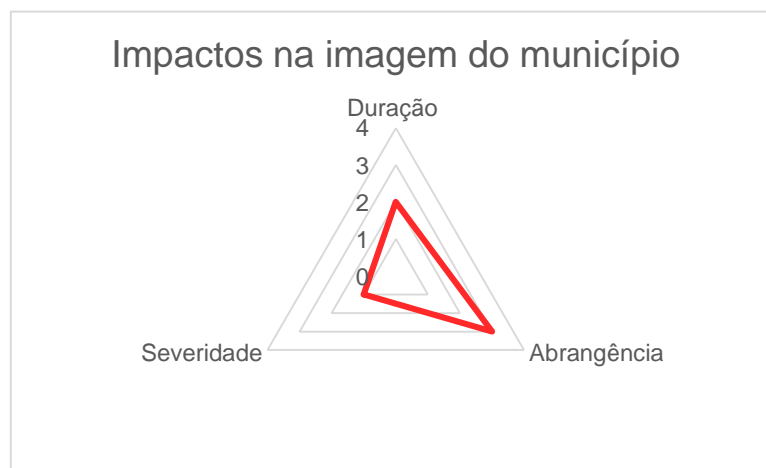 Impactos na imagem do município
Duração
4
3
2
1
0
Severidade
Abrangência